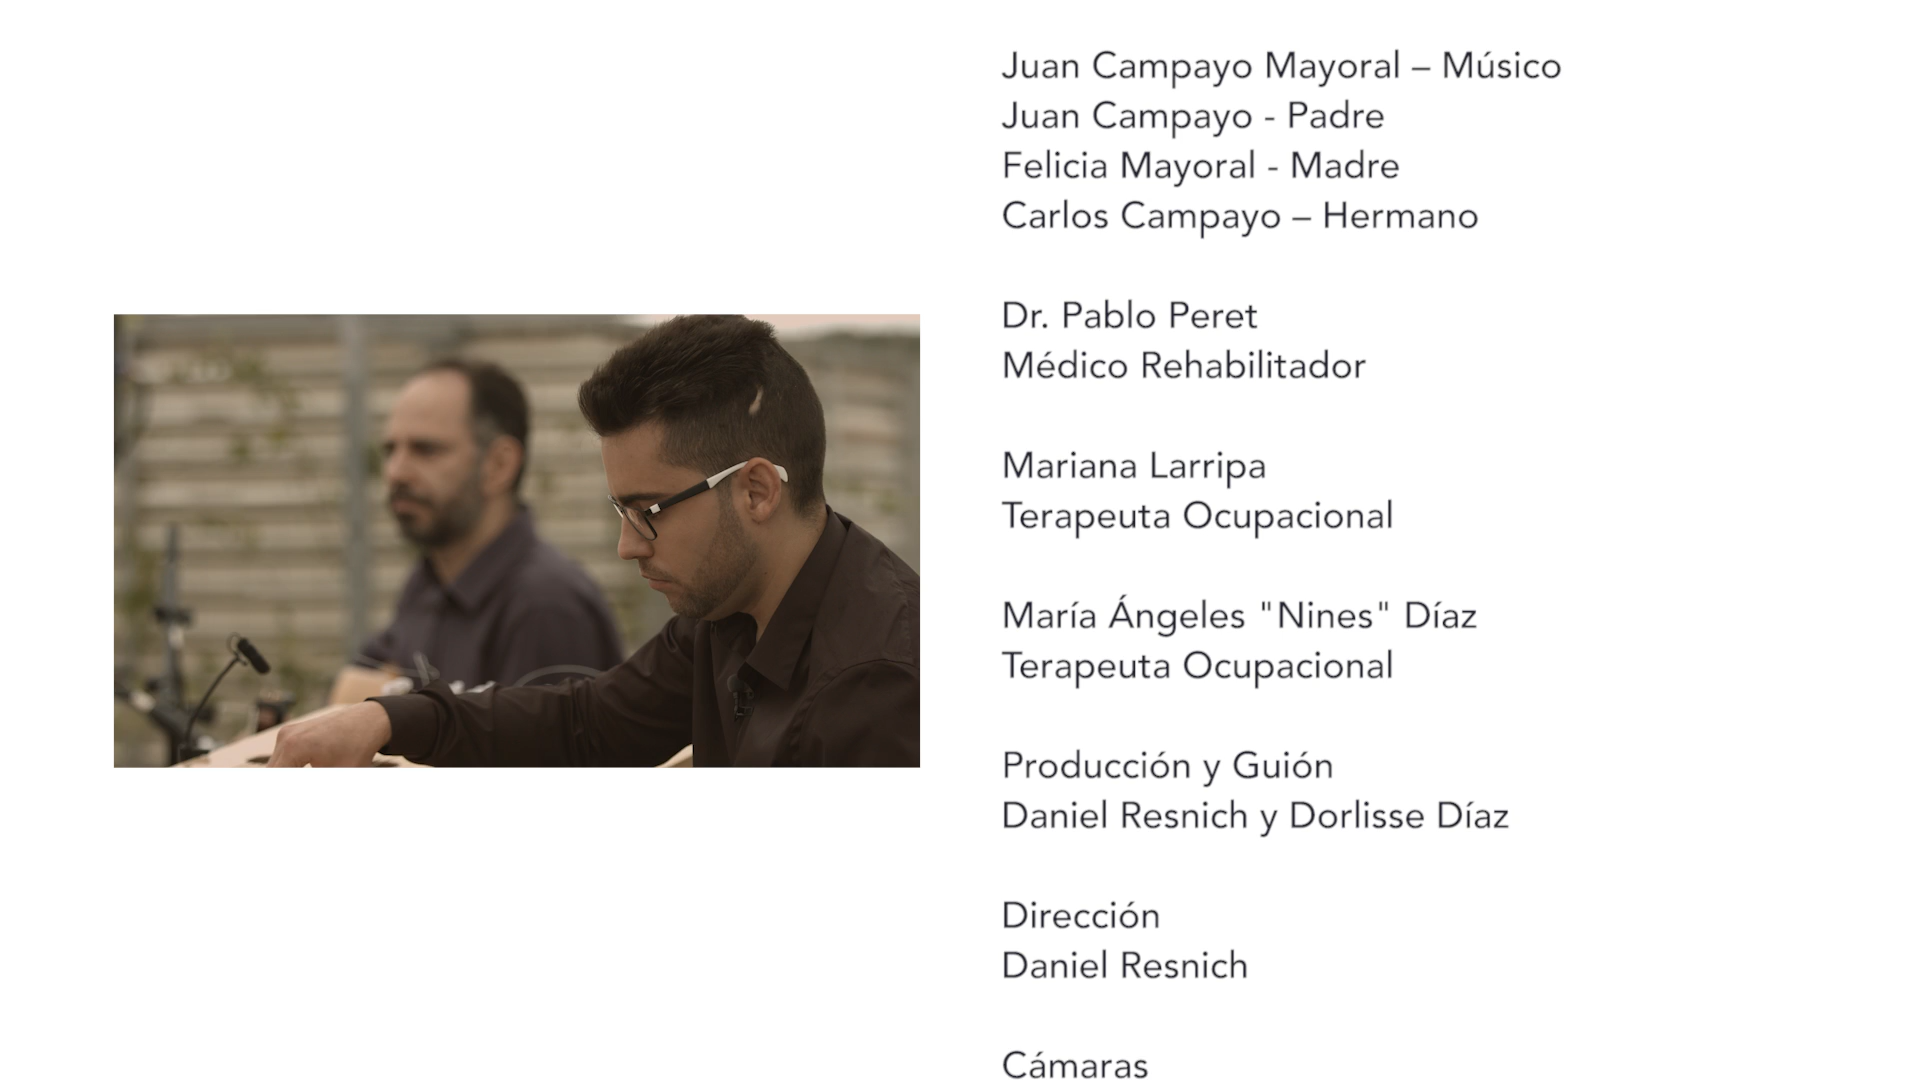 Juan Campayo Mayoral – Músico
Juan Campayo - Padre
Felicia Mayoral - Madre
Carlos Campayo – Hermano
Dr. Pablo Peret
Médico Rehabilitador
Mariana Larripa
Terapeuta Ocupacional
María Ángeles "Nines" Díaz
Terapeuta Ocupacional
Producción y Guión
Daniel Resnich y Dorlisse Díaz
Dirección
Daniel Resnich
Cámaras